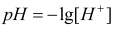 pH = −lg[H⁺]